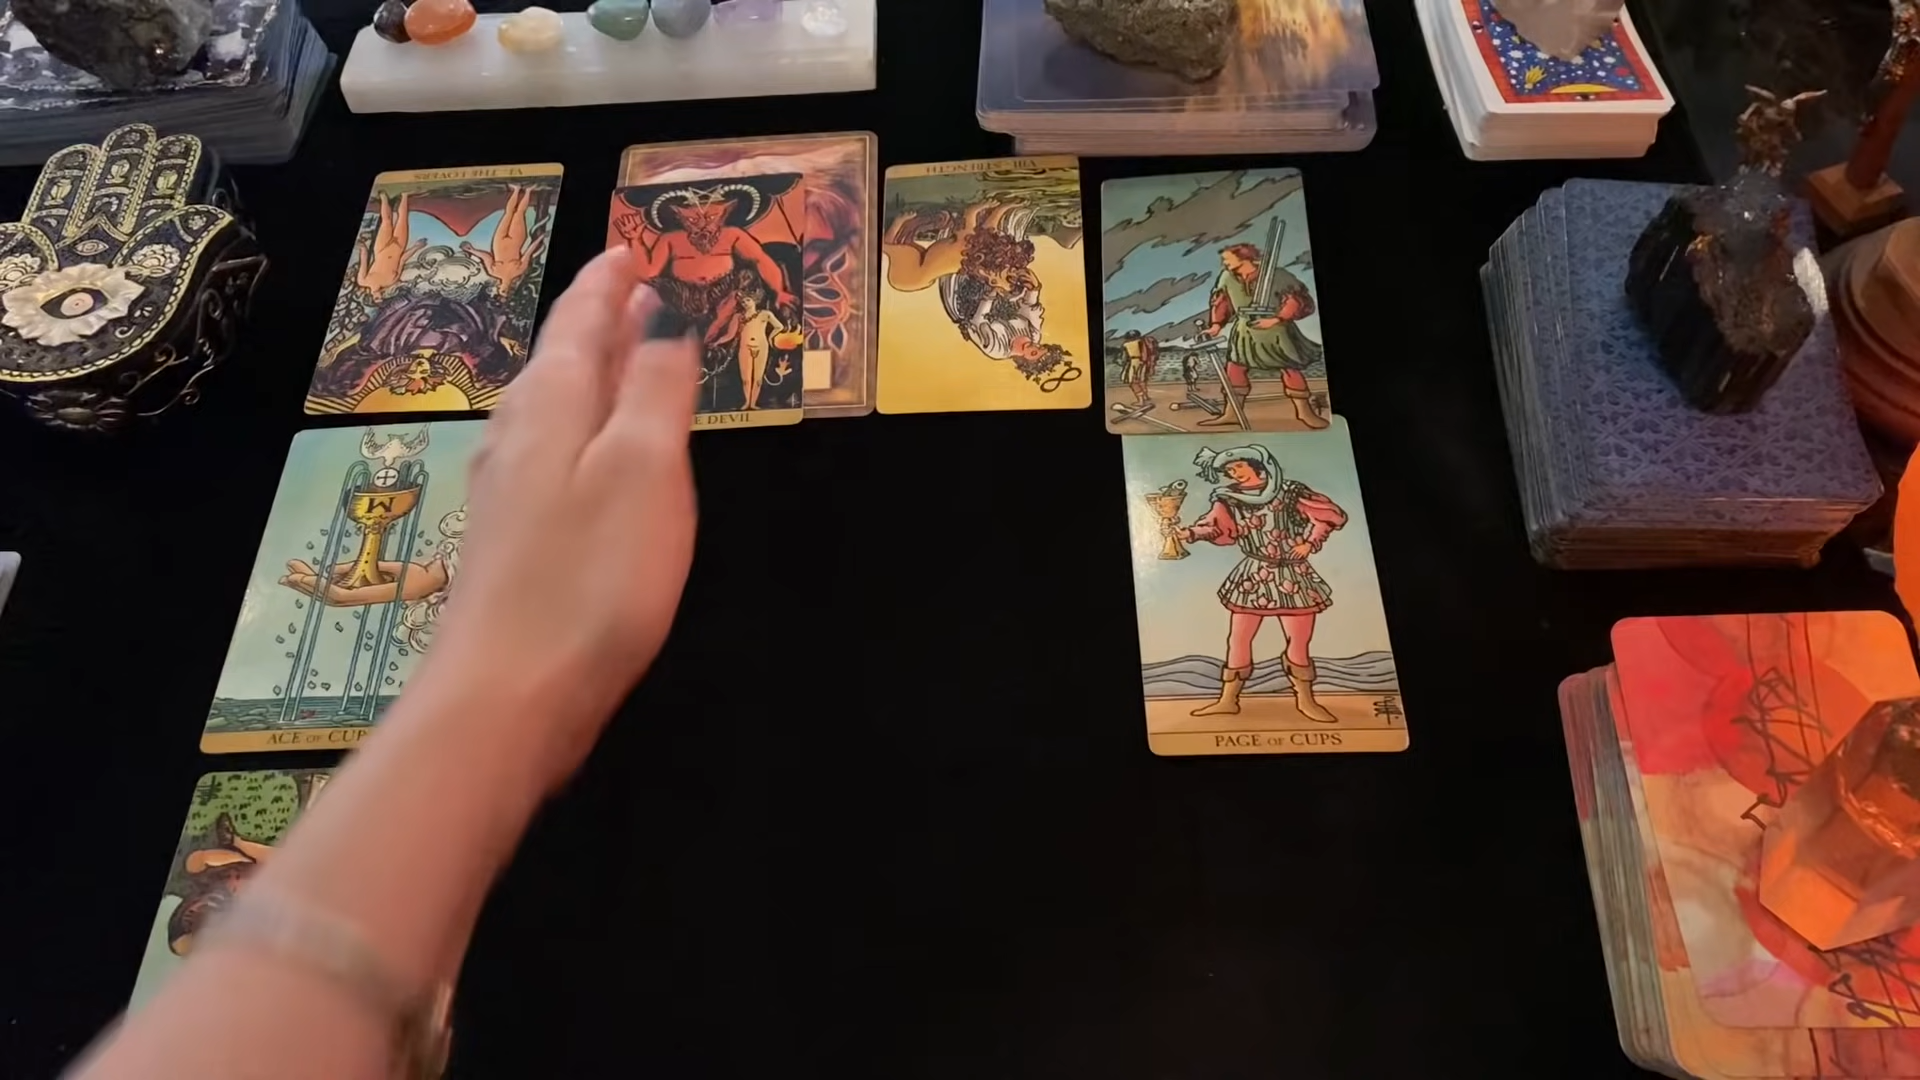 VI. THE LOVERS.
VIII - STRENGTH
E DEVIL
M
ACE OF CUP
PAGE OF CUPS